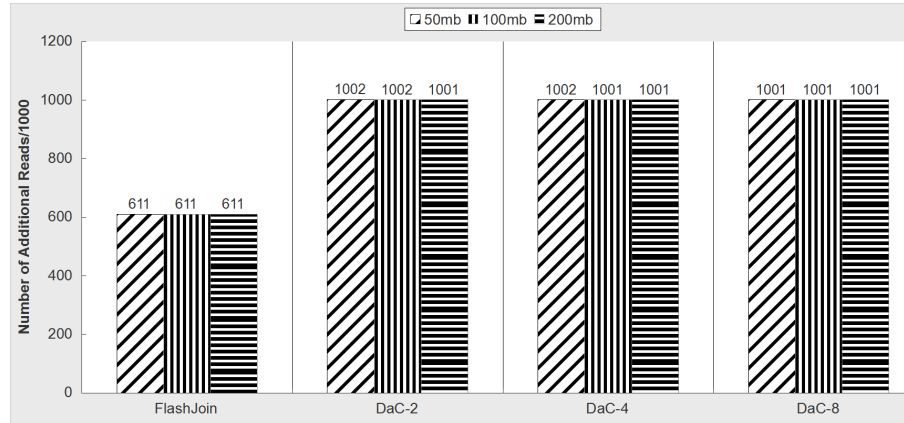 50mb 100mb 200mb
Number of Additional Reads/1000
1200
1000
800
600
400
200
0
611 611 611
1002 1002 1001
1002 1001 1001
1001 1001 1001
FlashJoin DaC-2 DaC-4 DaC-8